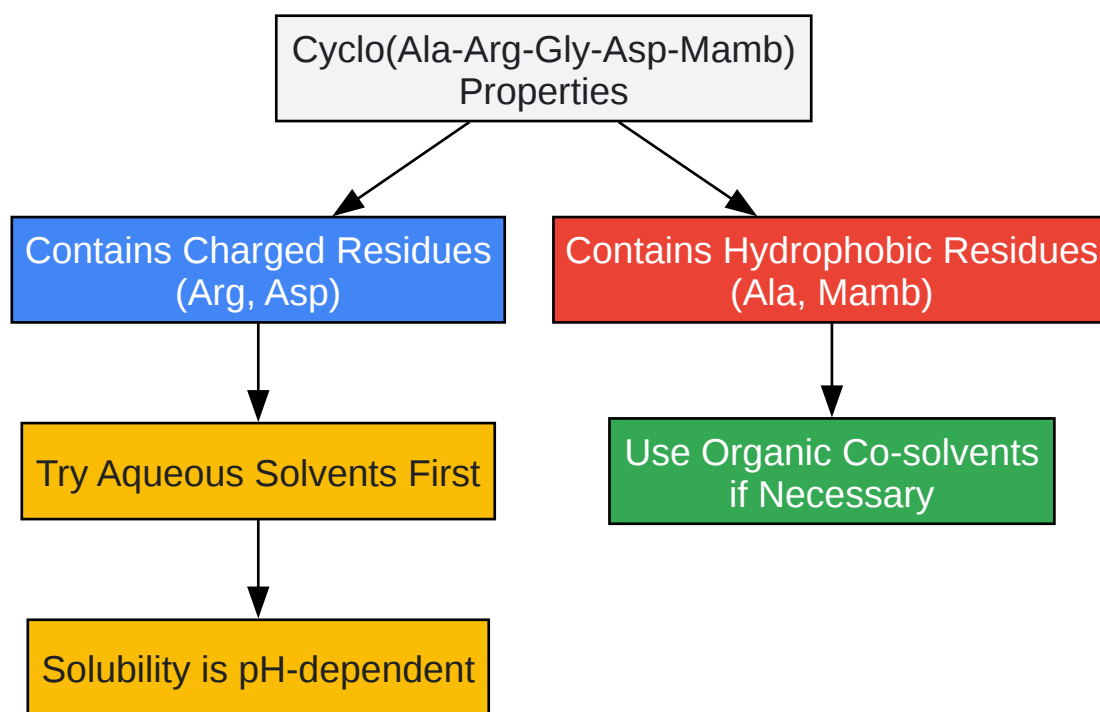 Cyclo(Ala-Arg-Gly-Asp-Mamb)
Properties
Contains Charged Residues
(Arg, Asp)
Contains Hydrophobic Residues
(Ala, Mamb)
Try Aqueous Solvents First
Use Organic Co-solvents
if Necessary
Solubility is pH-dependent